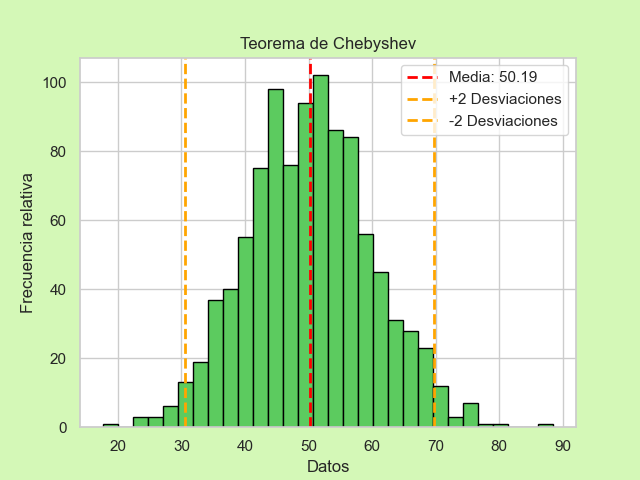 Teorema de Chebyshev
Media: 50.19
+2 Desviaciones
-2 Desviaciones
Frecuencia relativa
100
80
60
40
20
0
20 30 40 50 60 70 80 90
Datos